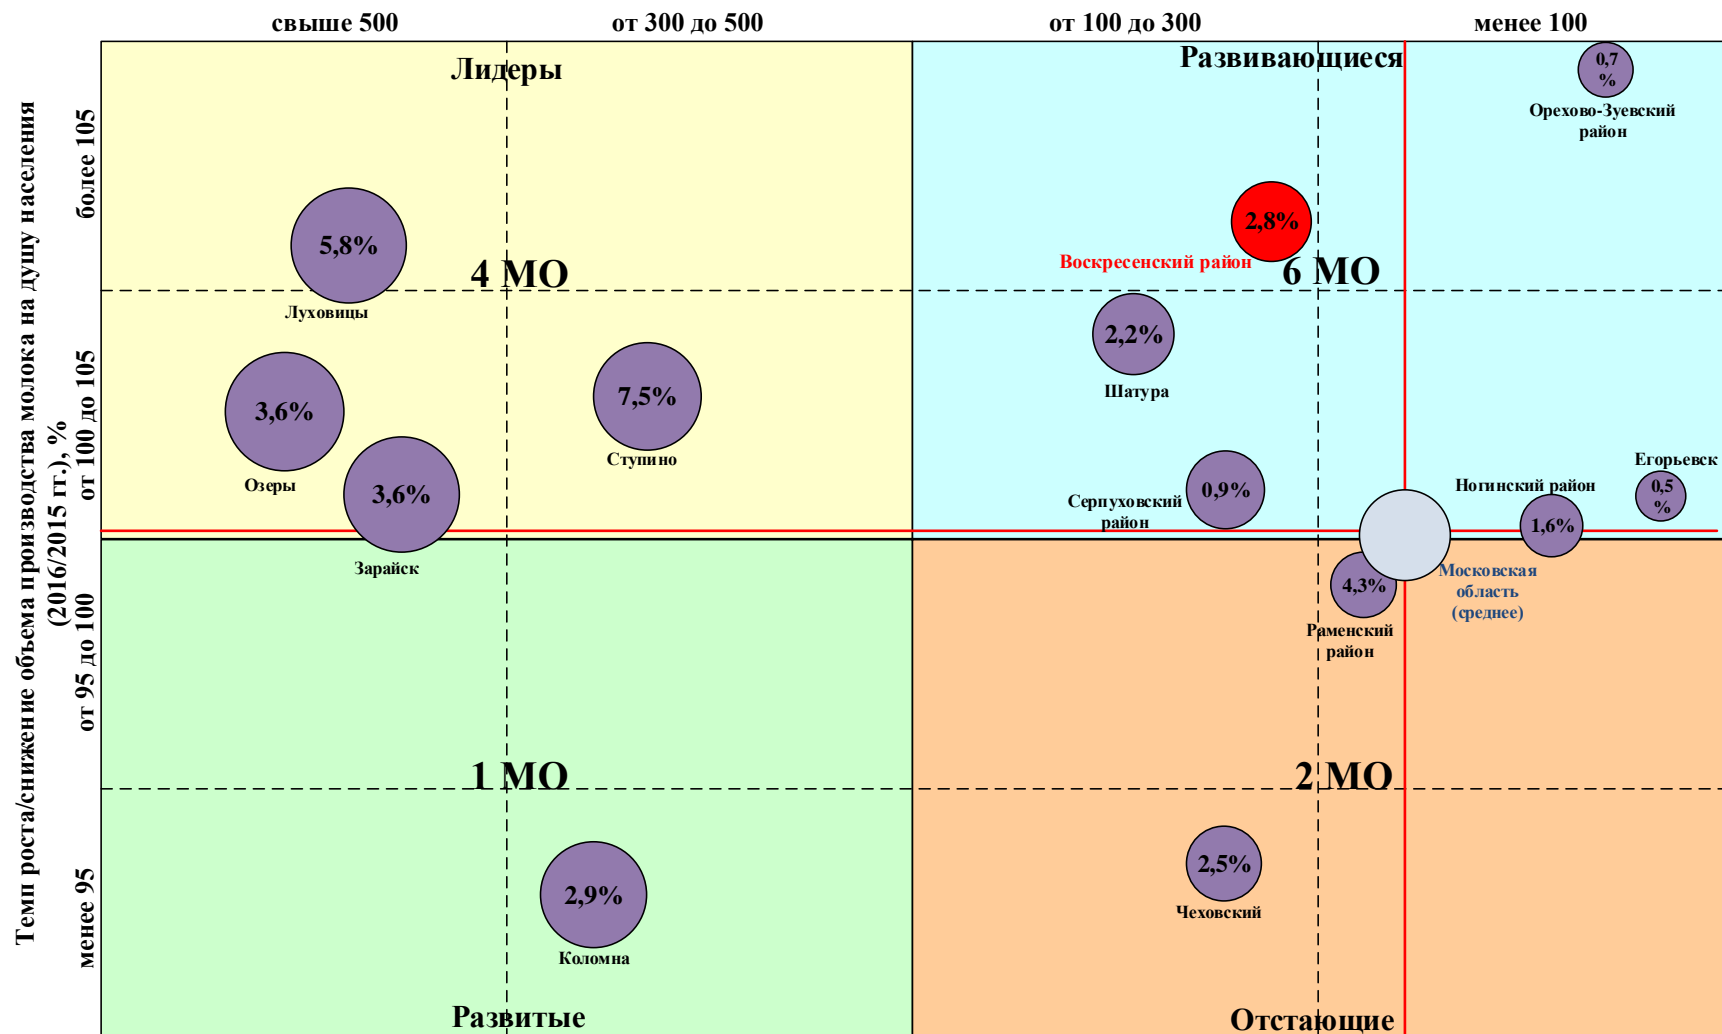 свыше 500
от 300 до 500
от 100 до 300
менее 100
Темп роста/снижение объема производства молока на душу населения
(2016/2015 гг.), %
более 105
от 100 до 105
от 95 до 100
менее 95
Лидеры
5,8%
4 МО
Луховицы
3,6%
Озеры
7,5%
Ступино
3,6%
Зарайск
Развивающиеся
0,7
%
Орехово-Зуевский
район
2,8%
Воскресенский район
6 МО
2,2%
Шатура
0,9%
Серпуховский
район
Егорьевск
0,5
%
Ногинский район
1,6%
Московская
область
(среднее)
4,3%
Раменский
район
1 МО
2,9%
Коломна
Развитые
2 МО
2,5%
Чеховский
Отстающие